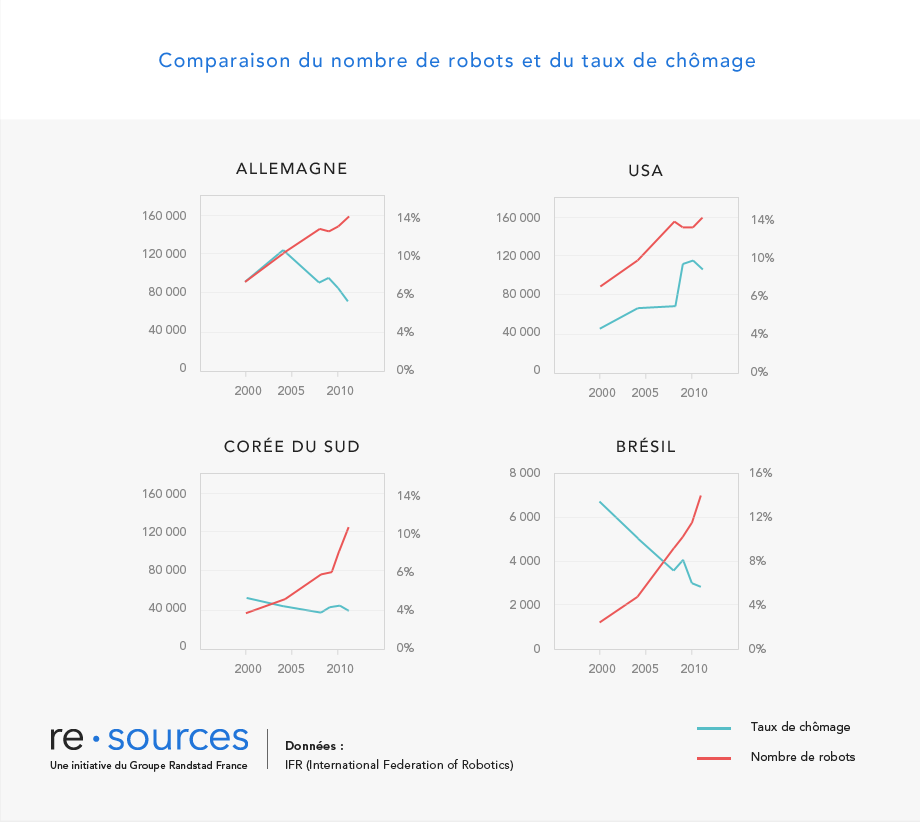 Comparaison du nombre de robots et du taux de chômage
ALLEMAGNE
160 000
120 000
80 000
40 000
0
14%
10%
6%
4%
0%
2000 2005 2010
USA
160 000
120 000
80 000
40 000
0
14%
10%
6%
4%
0%
2000 2005 2010
CORÉE DU SUD
160 000
120 000
80 000
40 000
0
14%
10%
6%
4%
0%
2000 2005 2010
BRÉSIL
8 000
6 000
4 000
2 000
0
16%
12%
8%
4%
0%
2000 2005 2010
re·sources
Une initiative du Groupe Randstad France
Données :
IFR (International Federation of Robotics)
Taux de chômage
Nombre de robots